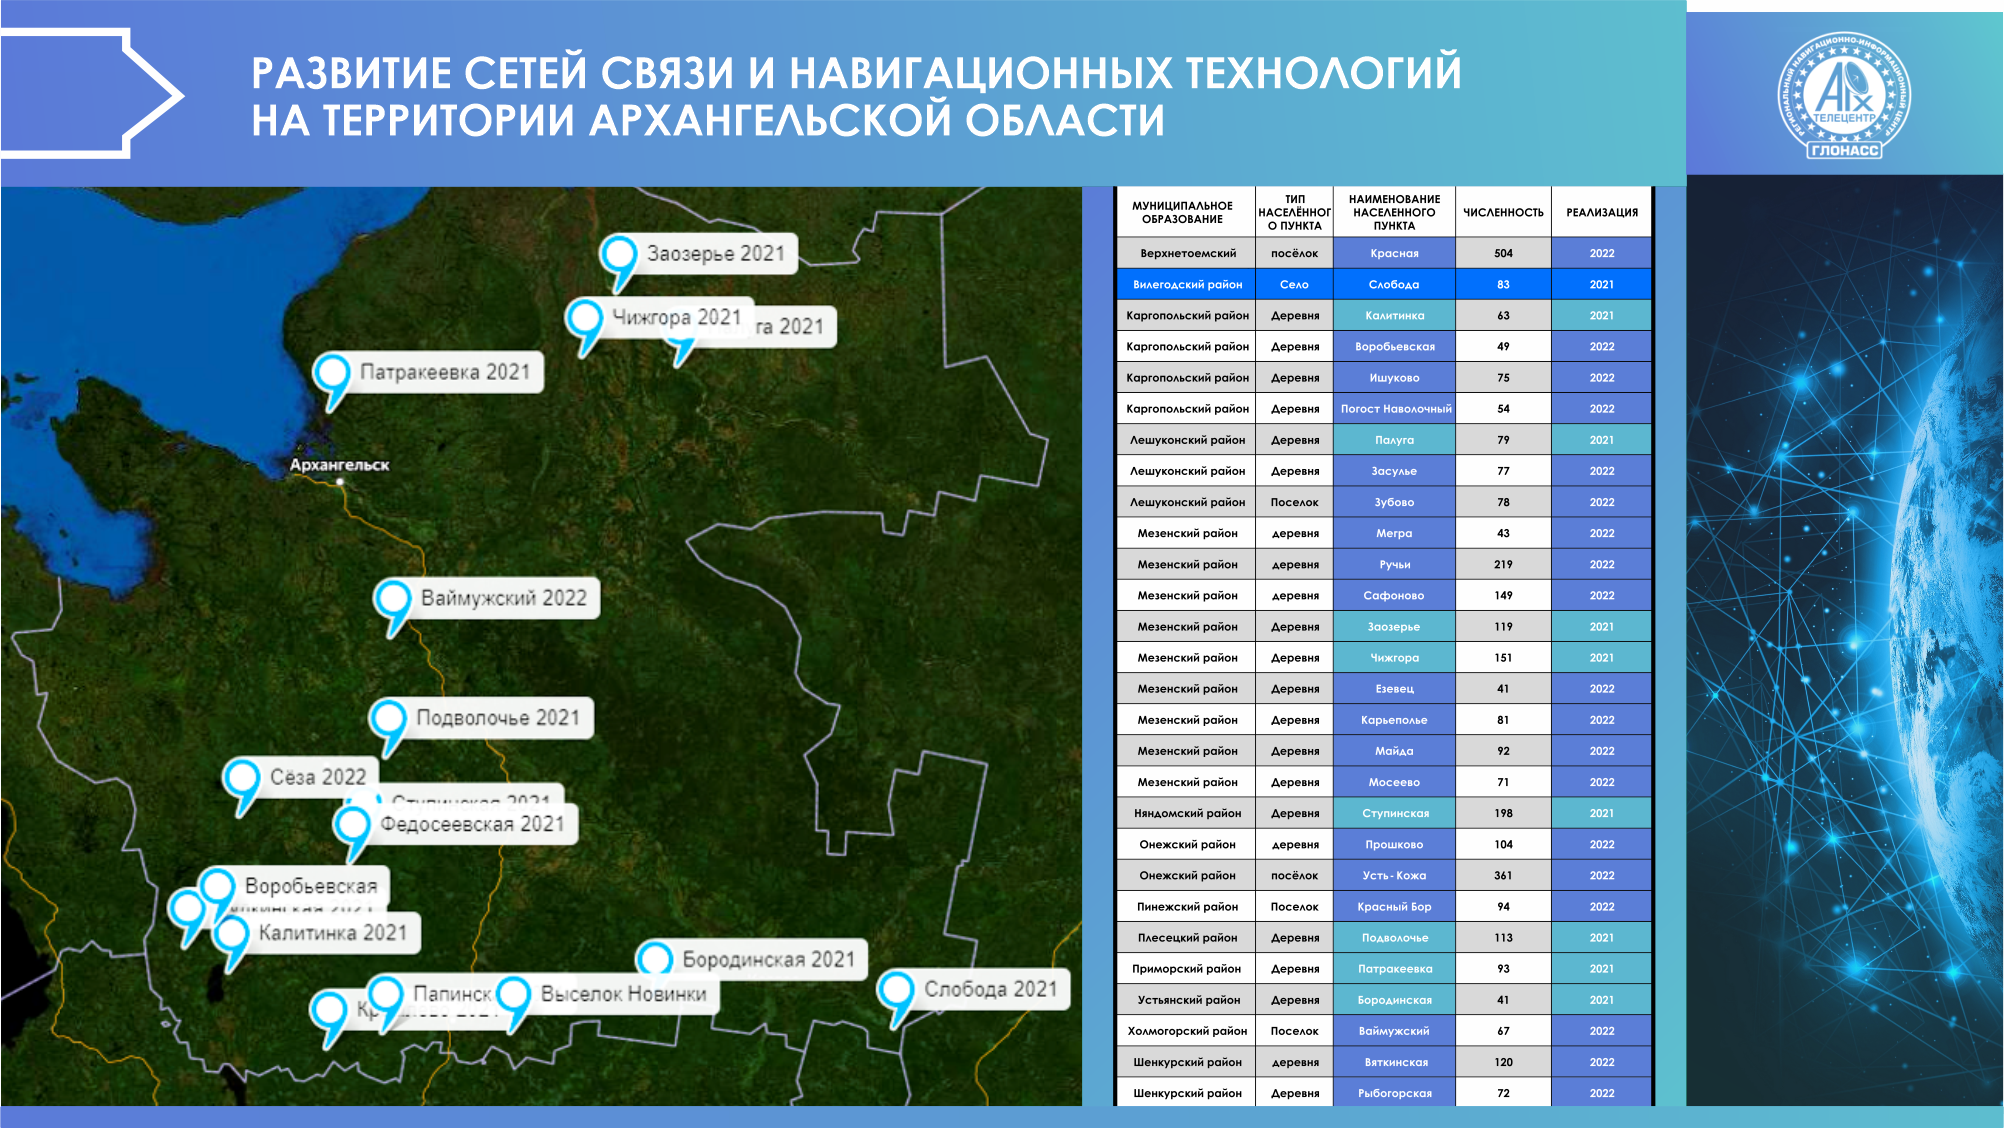 РАЗВИТИЕ СЕТЕЙ СВЯЗИ И НАВИГАЦИОННЫХ ТЕХНОЛОГИЙ
НА ТЕРРИТОРИИ АРХАНГЕЛЬСКОЙ ОБЛАСТИ
РЕГИОНАЛЬНЫЙ НАВИГАЦИОННО-ИНФОРМАЦИОННЫЙ ЦЕНТР
АРХ
ТЕЛЕЦЕНТР
ГЛОНАСС
Заозерье 2021
Чижгора 2021
га 2021
Патракеевка 2021
Архангельск
Ваймужский 2022
Подволочье 2021
Сёза 2022
Ступинская 2021
Федосеевская 2021
Воробьевская
Калитинка 2021
Бородинская 2021
Слобода 2021
Папинск
Выселок Новинки
МУНИЦИПАЛЬНОЕ ОБРАЗОВАНИЕ ТИП НАСЕЛЁННОГО ПУНКТА НАИМЕНОВАНИЕ НАСЕЛЕННОГО ПУНКТА ЧИСЛЕННОСТЬ РЕАЛИЗАЦИЯ
Верхнетоемский посёлок Красная 504 2022
Вилегодский район Село Слобода 83 2021
Каргопольский район Деревня Калитинка 63 2021
Каргопольский район Деревня Воробьевская 49 2022
Каргопольский район Деревня Ишуково 75 2022
Каргопольский район Деревня Погост Наволочный 54 2022
Лешуконский район Деревня Палуга 79 2021
Лешуконский район Деревня Засулье 77 2022
Лешуконский район Поселок Зубово 78 2022
Мезенский район деревня Мегра 43 2022
Мезенский район деревня Ручьи 219 2022
Мезенский район деревня Сафоново 149 2022
Мезенский район Деревня Заозерье 119 2021
Мезенский район Деревня Чижгора 151 2021
Мезенский район Деревня Езевец 41 2022
Мезенский район Деревня Карьеполье 81 2022
Мезенский район Деревня Майда 92 2022
Мезенский район Деревня Мосеево 71 2022
Няндомский район Деревня Ступинская 198 2021
Онежский район деревня Прошково 104 2022
Онежский район посёлок Усть- Кожа 361 2022
Пинежский район Поселок Красный Бор 94 2022
Плесецкий район Деревня Подволочье 113 2021
Приморский район Деревня Патракеевка 93 2021
Устьянский район Деревня Бородинская 41 2021
Холмогорский район Поселок Ваймужский 67 2022
Шенкурский район деревня Вяткинская 120 2022
Шенкурский район Деревня Рыбогорская 72 2022